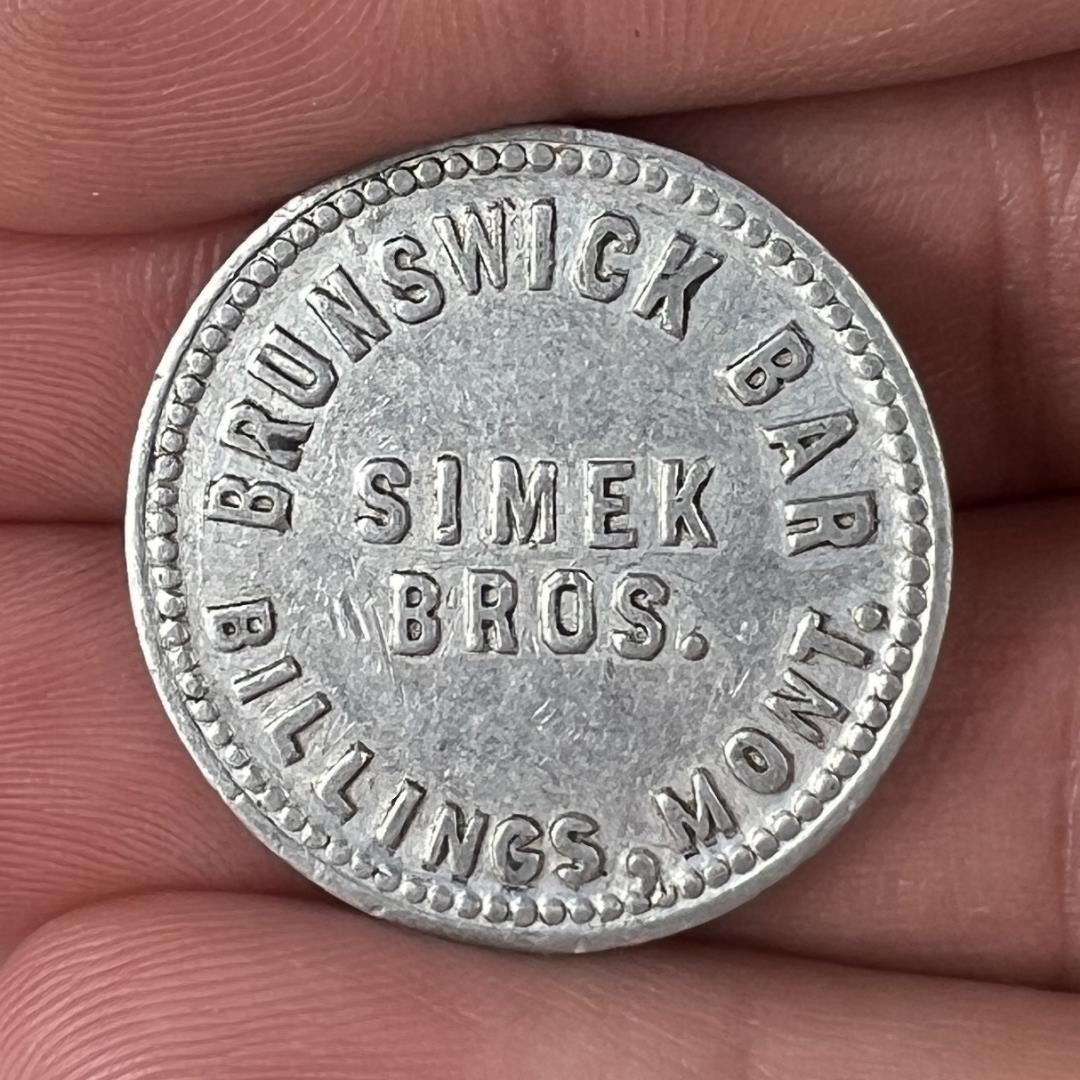 BRUNSWICK BAR
SIMEK
BROS.
BILLINGS, MONT.